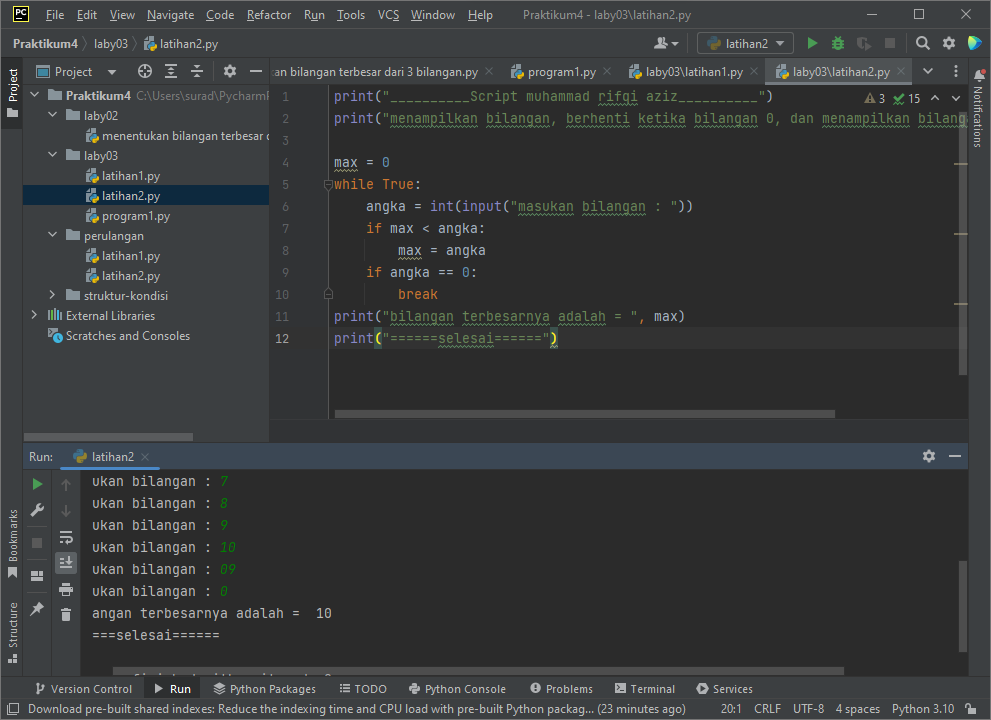 PC File Edit View Navigate Code Refactor Run Tools VCS Window Help Praktikum4 - laby03\latihan2.py
Praktikum4 laby03 latihan2.py latihan2
Project
Project
an bilangan terbesar dari 3 bilangan.py program1.py laby03\latihan1.py laby03\latihan2.py
Notifications
Praktikum4 C:\Users\surad\Pycharm
laby02
menentukan bilangan terbesar
laby03
latihan1.py
latihan2.py
program1.py
perulangan
latihan1.py
latihan2.py
struktur-kondisi
External Libraries
Scratches and Consoles
3 15
1 print("__________Script muhammad rifqi aziz__________")
2 print("menampilkan bilangan, berhenti ketika bilangan 0, dan menampilkan bilang
3
4 max = 0
5 while True:
6 angka = int(input("masukan bilangan : "))
7 if max < angka:
8 max = angka
9 if angka == 0:
10 break
11 print("bilangan terbesarnya adalah = ", max)
12 print("======selesai======")
Run: latihan2
ukan bilangan : 7
ukan bilangan : 8
ukan bilangan : 9
ukan bilangan : 10
ukan bilangan : 09
ukan bilangan : 0
angan terbesarnya adalah =  10
===selesai======
Bookmarks
Structure
Version Control Run Python Packages TODO Python Console Problems Terminal Services
Download pre-built shared indexes: Reduce the indexing time and CPU load with pre-built Python packag... (23 minutes ago) 20:1 CRLF UTF-8 4 spaces Python 3.10